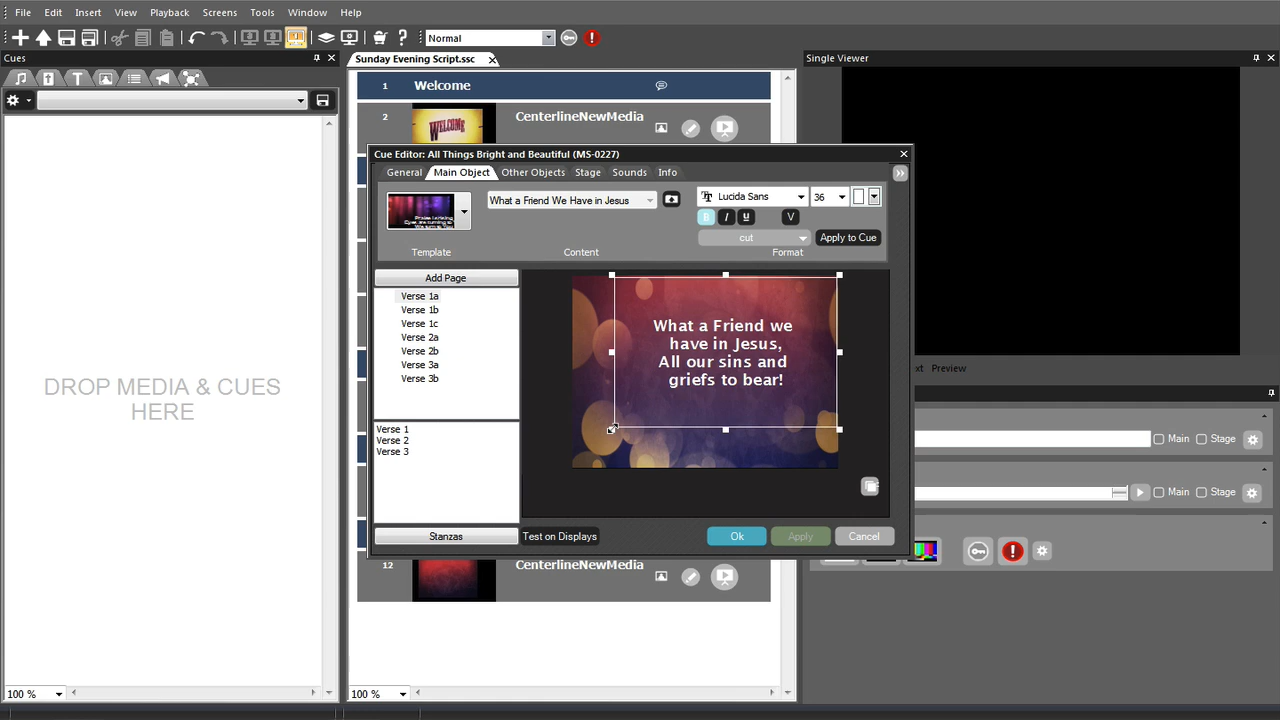 File Edit Insert View Playback Screens Tools Window Help
Normal
Cues
Sunday Evening Script.ssc
Single Viewer
1 Welcome
2 CenterlineNewMedia
WELCOME
Cue Editor: All Things Bright and Beautiful (MS-0227)
General Main Object Other Objects Stage Sounds Info
What a Friend We Have in Jesus
Lucida Sans 36
B I U V
cut Apply to Cue
Template Content Format
Add Page
Verse 1a
Verse 1b
Verse 1c
Verse 2a
Verse 2b
Verse 3a
Verse 3b
What a Friend we
have in Jesus,
All our sins and
griefs to bear!
Verse 1
Verse 2
Verse 3
Stanzas
Test on Displays Ok Apply Cancel
DROP MEDIA & CUES
HERE
Preview
Main Stage
Main Stage
12 CenterlineNewMedia
100 %
100 %